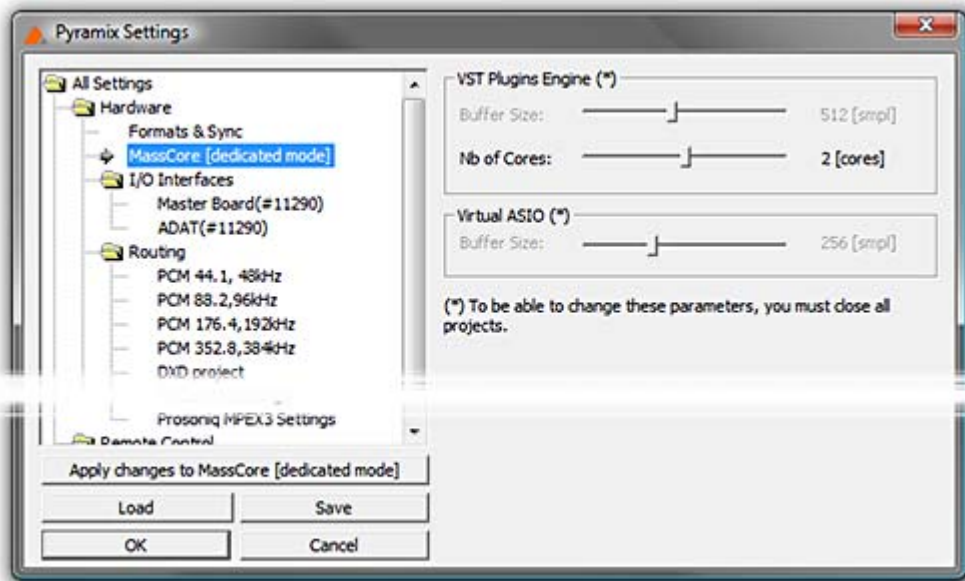 Pyramix Settings
All Settings
Hardware
Formats & Sync
MassCore [dedicated mode]
I/O Interfaces
Master Board(#11290)
ADAT(#11290)
Routing
PCM 44.1, 48kHz
PCM 88.2,96kHz
PCM 176.4,192kHz
PCM 352.8,384kHz
DXD project
Prosoniq MPEX3 Settings
Remote Control
Apply changes to MassCore [dedicated mode]
Load
Save
OK
Cancel
VST Plugins Engine (*)
Buffer Size:
512 [smpl]
Nb of Cores:
2 [cores]
Virtual ASIO (*)
Buffer Size:
256 [smpl]
(*) To be able to change these parameters, you must close all
projects.